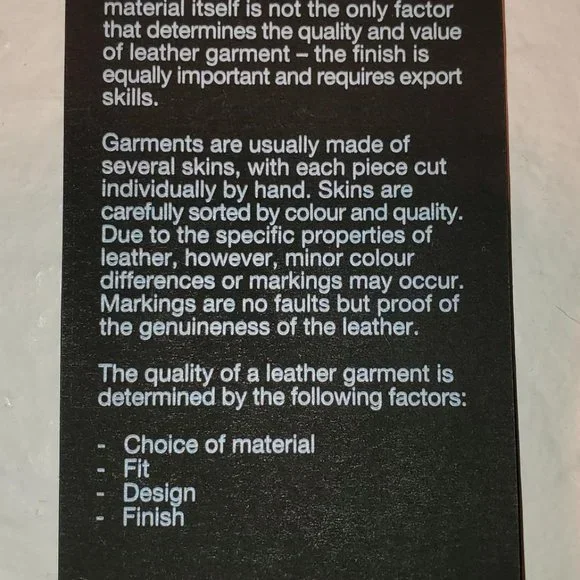 material itself is not the only factor
that determines the quality and value
of leather garment – the finish is
equally important and requires export
skills.
Garments are usually made of
several skins, with each piece cut
individually by hand. Skins are
carefully sorted by colour and quality.
Due to the specific properties of
leather, however, minor colour
differences or markings may occur.
Markings are no faults but proof of
the genuineness of the leather.
The quality of a leather garment is
determined by the following factors:
- Choice of material
- Fit
- Design
- Finish